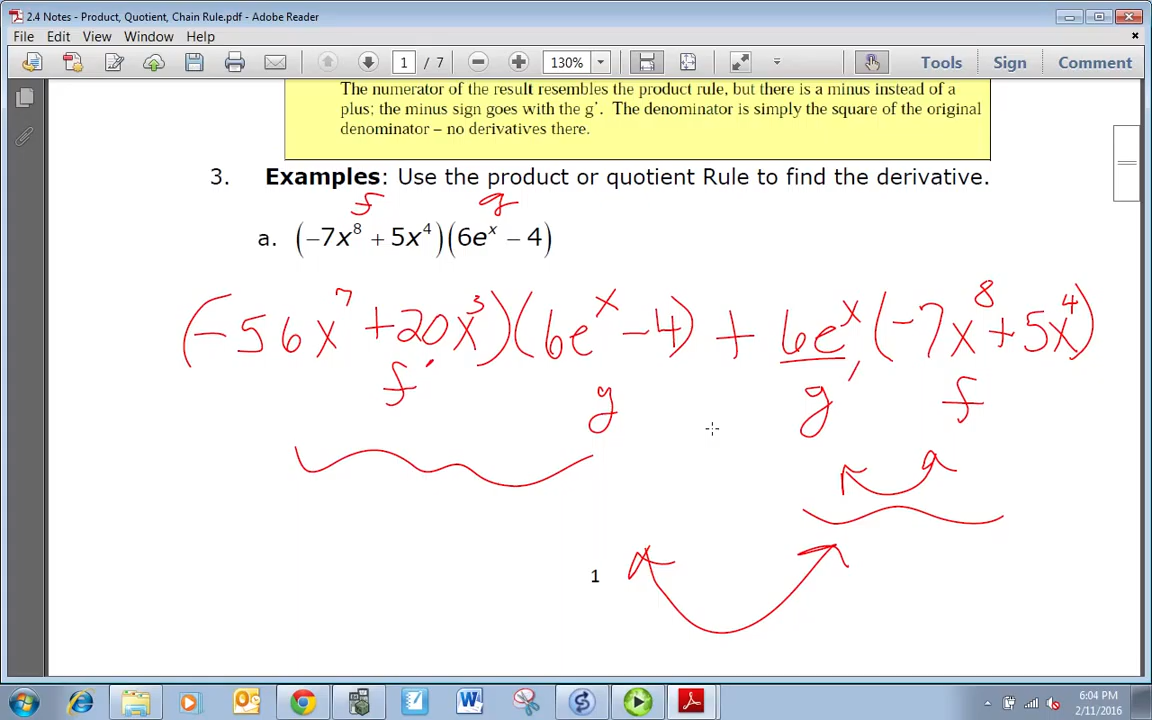 2.4 Notes - Product, Quotient, Chain Rule.pdf - Adobe Reader
File Edit View Window Help
1 / 7 130% Tools Sign Comment
The numerator of the result resembles the product rule, but there is a minus instead of a
plus; the minus sign goes with the g'. The denominator is simply the square of the original
denominator – no derivatives there.
3. Examples: Use the product or quotient Rule to find the derivative.
f g
a. (−7x⁸ + 5x⁴)(6eˣ − 4)
(−56x⁷ + 20x³)(6eˣ − 4) + 6eˣ(−7x⁸ + 5x⁴)
f' g g' f
1
6:04 PM
2/11/2016